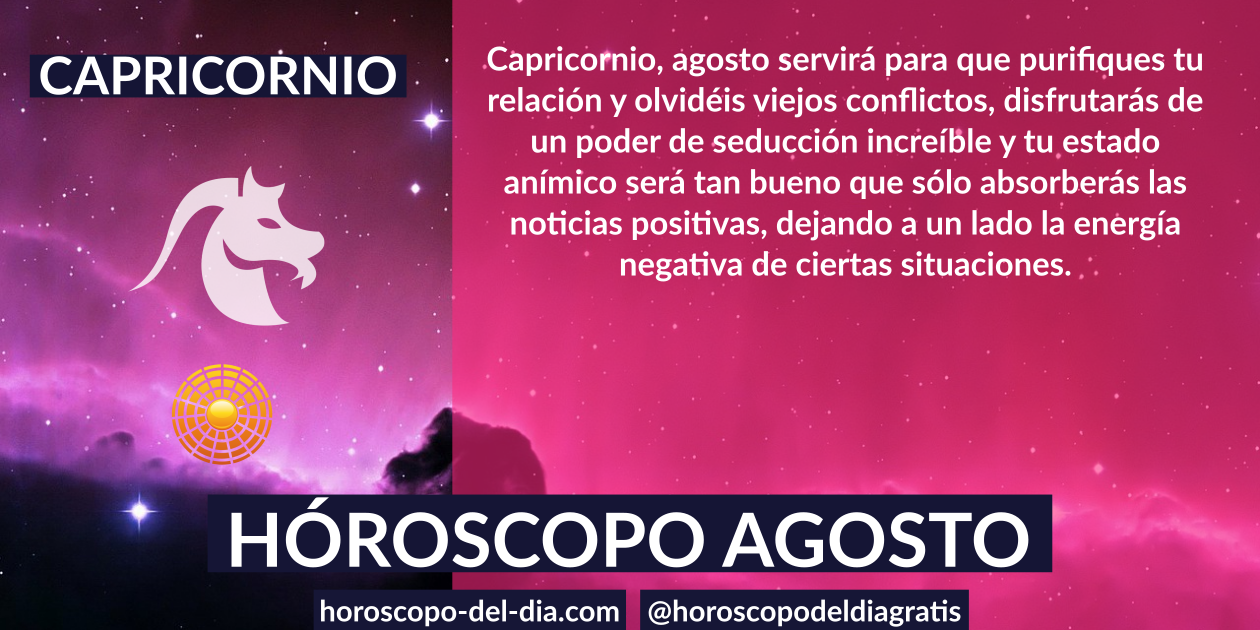 CAPRICORNIO
Capricornio, agosto servirá para que purifiques tu
relación y olvidéis viejos conflictos, disfrutarás de
un poder de seducción increíble y tu estado
anímico será tan bueno que sólo absorberás las
noticias positivas, dejando a un lado la energía
negativa de ciertas situaciones.
HÓROSCOPO AGOSTO
horoscopo-del-dia.com
@horoscopodeldiagratis